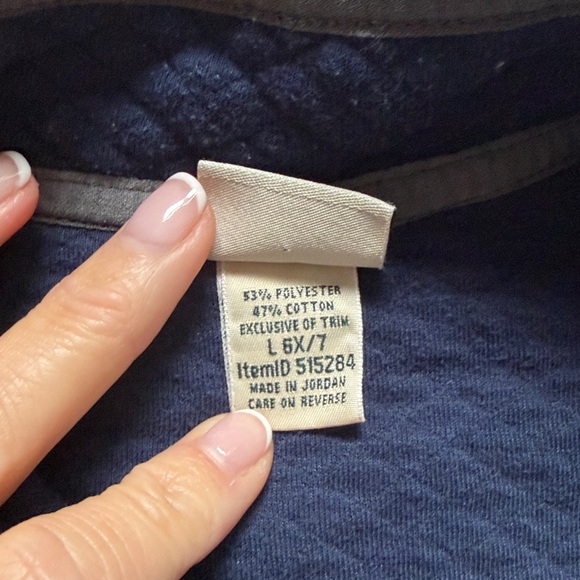 53% POLYESTER
47% COTTON
EXCLUSIVE OF TRIM
L 6X/7
ItemID 515284
MADE IN JORDAN
CARE ON REVERSE